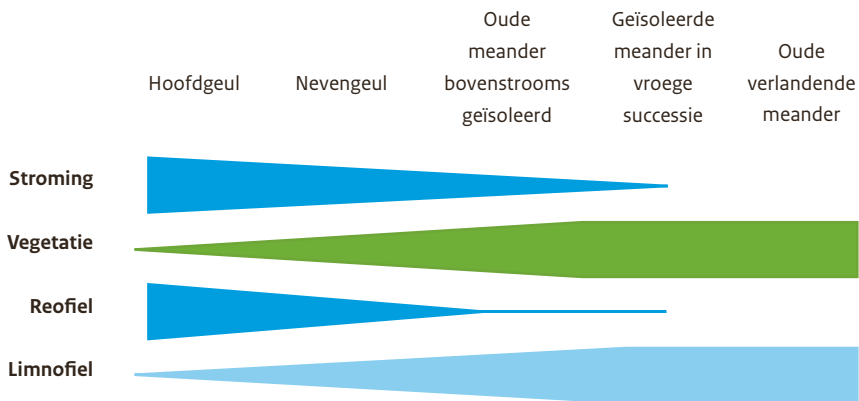 Hoofdgeul
Nevengeul
Oude
meander
bovenstrooms
geïsoleerd
Geïsoleerde
meander in
vroege
successie
Oude
verlandende
meander
Stroming
Vegetatie
Reofiel
Limnofiel